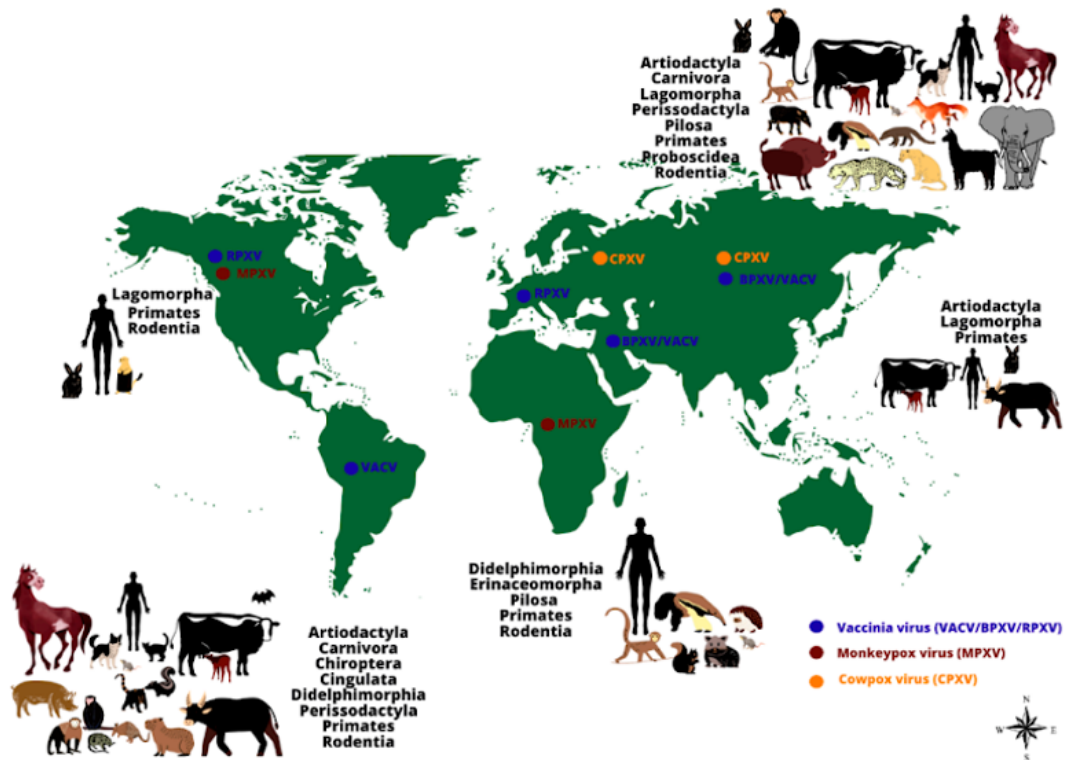 Artiodactyla
Carnivora
Lagomorpha
Perissodactyla
Pilosa
Primates
Proboscidea
Rodentia
RPXV
MPXV
CPXV
CPXV
BPXV/VACV
RPXV
BPXV/VACV
Lagomorpha
Primates
Rodentia
Artiodactyla
Lagomorpha
Primates
MPXV
VACV
Didelphimorphia
Erinaceomorpha
Pilosa
Primates
Rodentia
Artiodactyla
Carnivora
Chiroptera
Cingulata
Didelphimorphia
Perissodactyla
Primates
Rodentia
Vaccinia virus (VACV/BPXV/RPXV)
Monkeypox virus (MPXV)
Cowpox virus (CPXV)
N
W E
S